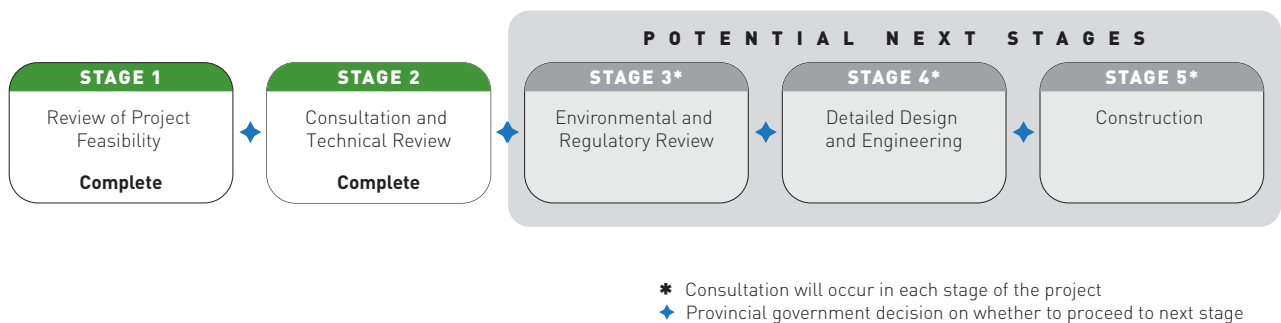 POTENTIAL NEXT STAGES
STAGE 1
Review of Project
Feasibility
Complete
STAGE 2
Consultation and
Technical Review
Complete
STAGE 3*
Environmental and
Regulatory Review
STAGE 4*
Detailed Design
and Engineering
STAGE 5*
Construction
* Consultation will occur in each stage of the project
✦ Provincial government decision on whether to proceed to next stage